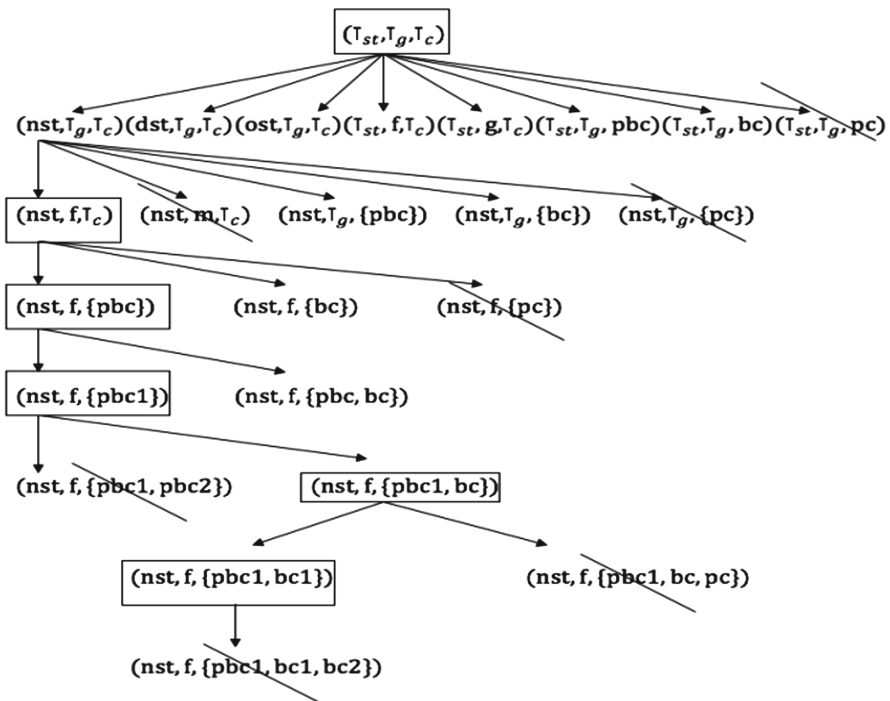 (T_st,T_g,T_c)
(nst,T_g,T_c)(dst,T_g,T_c)(ost,T_g,T_c)(T_st,f,T_c)(T_st,g,T_c)(T_st,T_g,pbc)(T_st,T_g,bc)(T_st,T_g,pc)
(nst,f,T_c) (nst,m,T_c) (nst,T_g,{pbc}) (nst,T_g,{bc}) (nst,T_g,{pc})
(nst,f,{pbc}) (nst,f,{bc}) (nst,f,{pc})
(nst,f,{pbc1}) (nst,f,{pbc,bc})
(nst,f,{pbc1,pbc2}) (nst,f,{pbc1,bc})
(nst,f,{pbc1,bc1}) (nst,f,{pbc1,bc,pc})
(nst,f,{pbc1,bc1,bc2})